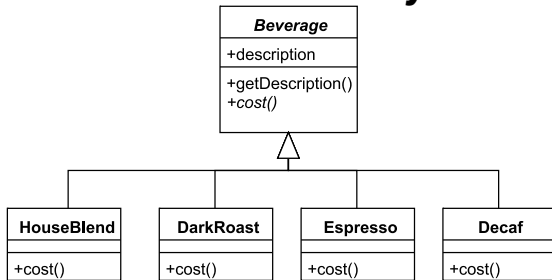 Beverage
+description
+getDescription()
+cost()
HouseBlend
DarkRoast
Espresso
Decaf
+cost()
+cost()
+cost()
+cost()